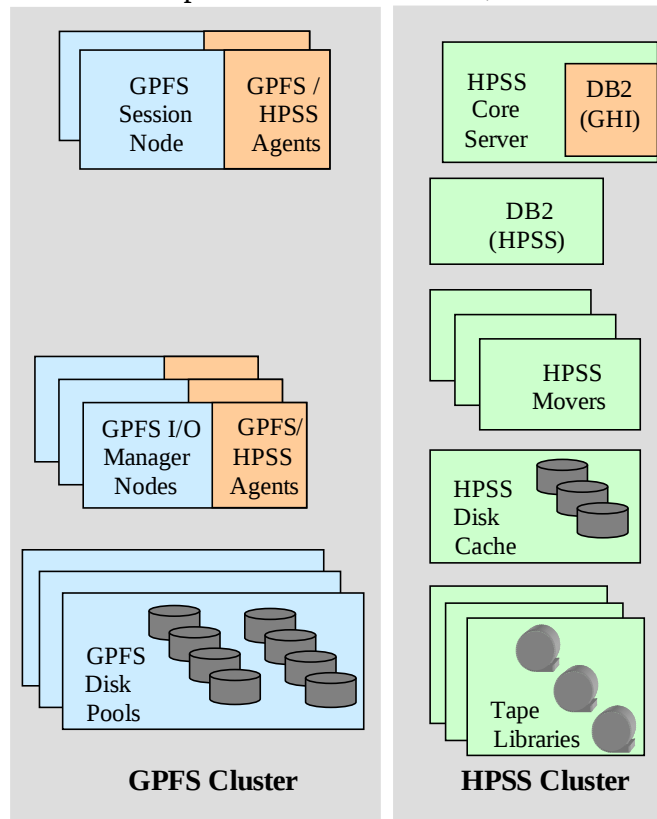 GPFS
Session
Node
GPFS /
HPSS
Agents
GPFS I/O
Manager
Nodes
GPFS/
HPSS
Agents
GPFS
Disk
Pools
GPFS Cluster
HPSS
Core
Server
DB2
(GHI)
DB2
(HPSS)
HPSS
Movers
HPSS
Disk
Cache
Tape
Libraries
HPSS Cluster